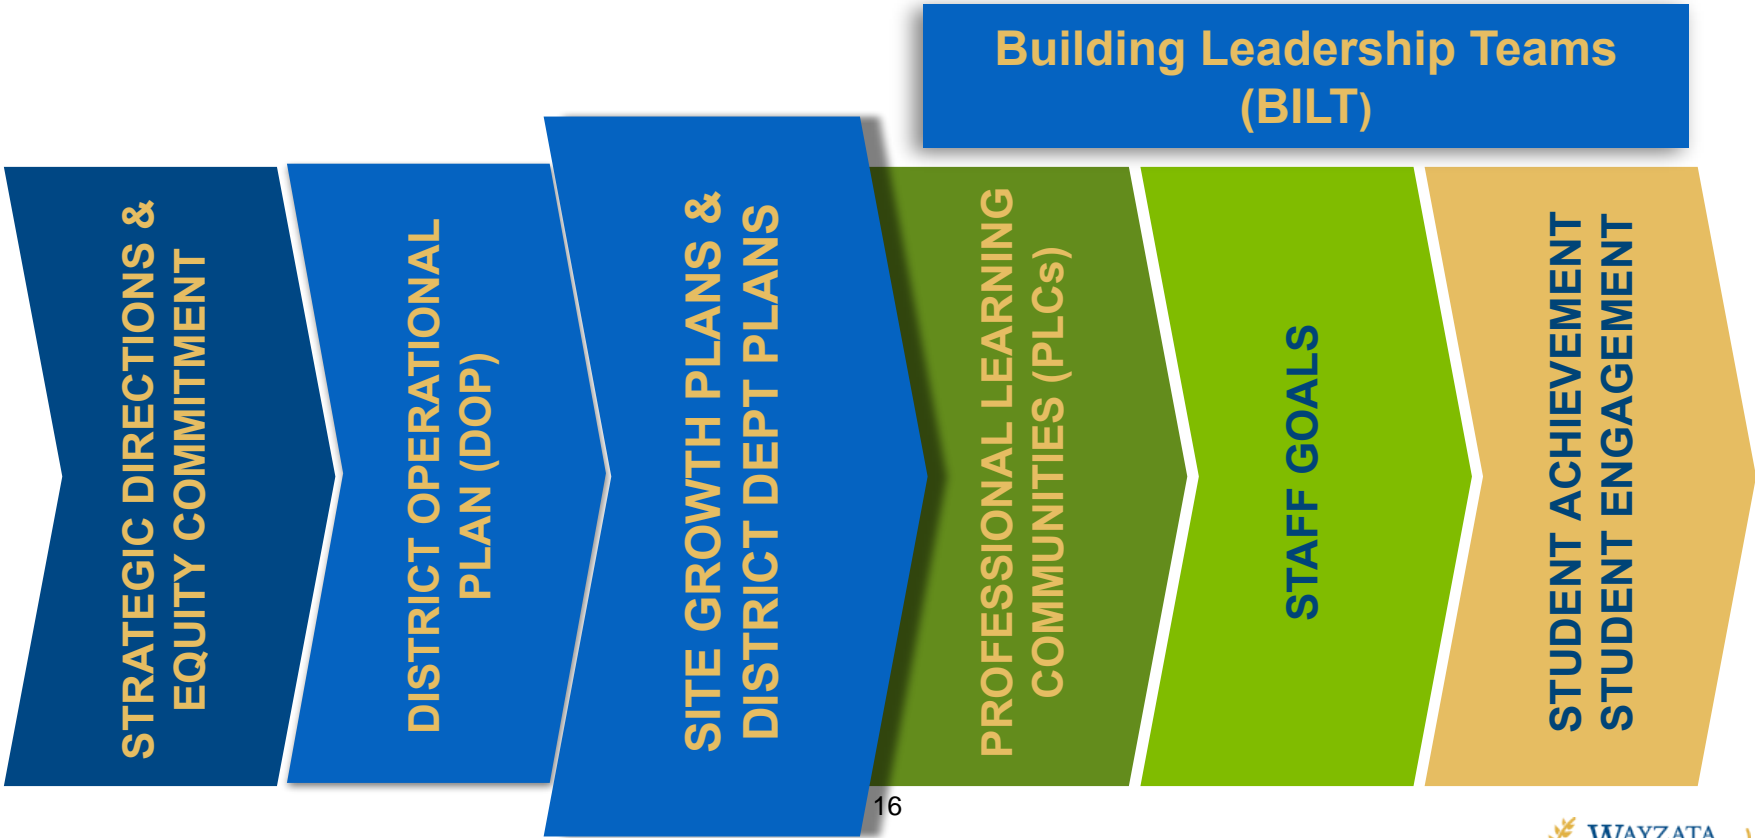 Building Leadership Teams
(BILT)
STRATEGIC DIRECTIONS &
EQUITY COMMITMENT
DISTRICT OPERATIONAL
PLAN (DOP)
SITE GROWTH PLANS &
DISTRICT DEPT PLANS
PROFESSIONAL LEARNING
COMMUNITIES (PLCs)
STAFF GOALS
STUDENT ACHIEVEMENT
STUDENT ENGAGEMENT
16
WAYZATA